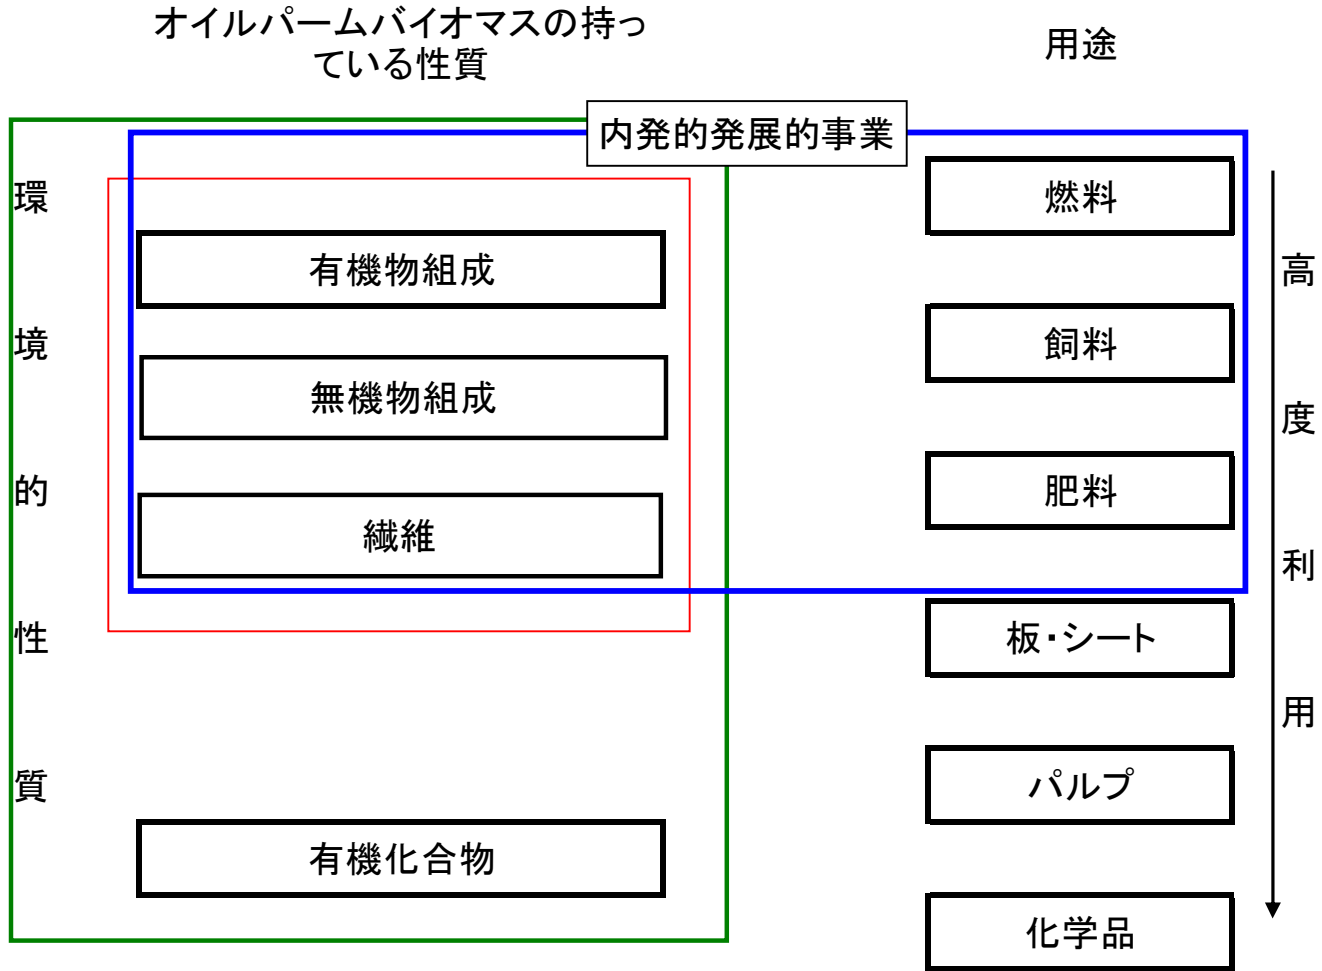 オイルパームバイオマスの持っ
ている性質
用途
内発的発展的事業
環境的性質
有機物組成
無機物組成
繊維
有機化合物
燃料
飼料
肥料
板・シート
パルプ
化学品
高度利用